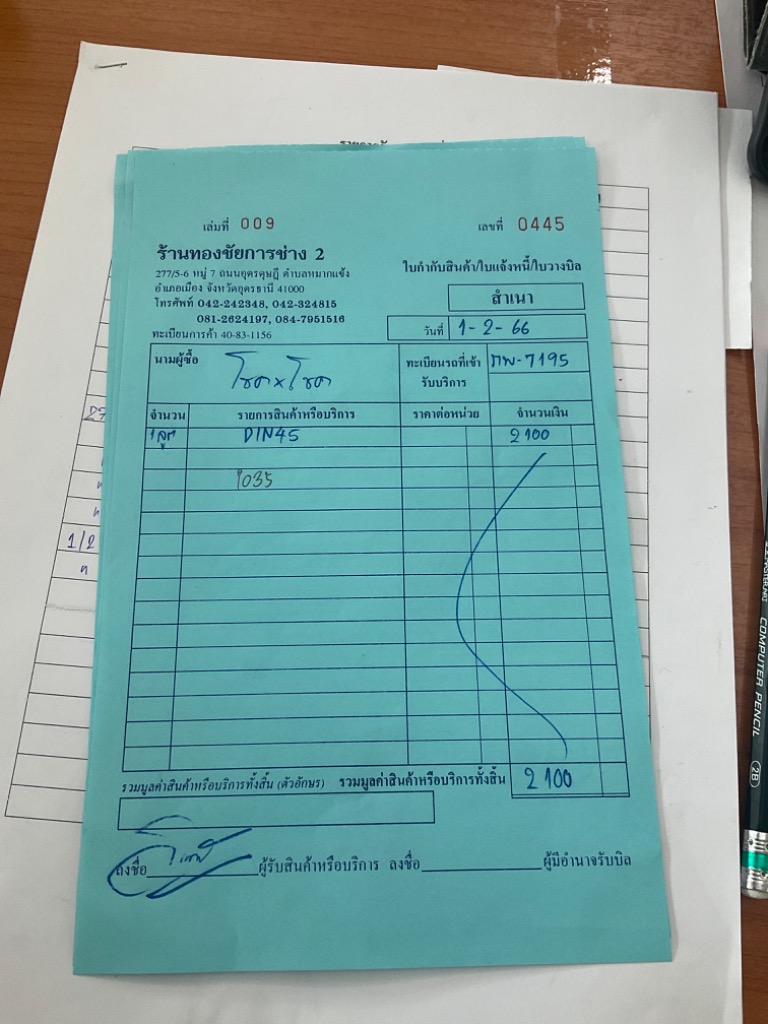 เล่มที่ 009
เลขที่ 0445
ร้านทองชัยการช่าง 2
277/5-6 หมู่ 7 ถนนอุดรดุษฎี ตำบลหมากแข้ง
อำเภอเมือง จังหวัดอุดรธานี 41000
โทรศัพท์ 042-242348, 042-324815
081-2624197, 084-7951516
ทะเบียนการค้า 40-83-1156
ใบกำกับสินค้า/ใบแจ้งหนี้/ใบวางบิล
สำเนา
วันที่ 1-2-66
นามผู้ซื้อ โชค x โชค
ทะเบียนรถที่เข้ารับบริการ 7195
จำนวน รายการสินค้าหรือบริการ ราคาต่อหน่วย จำนวนเงิน
1 ลูก DIN45 2100
1035
รวมมูลค่าสินค้าหรือบริการทั้งสิ้น (ตัวอักษร) รวมมูลค่าสินค้าหรือบริการทั้งสิ้น 2100
ลงชื่อ ผู้รับสินค้าหรือบริการ ลงชื่อ ผู้มีอำนาจรับบิล
1/2
COMPUTER PENCIL 2B